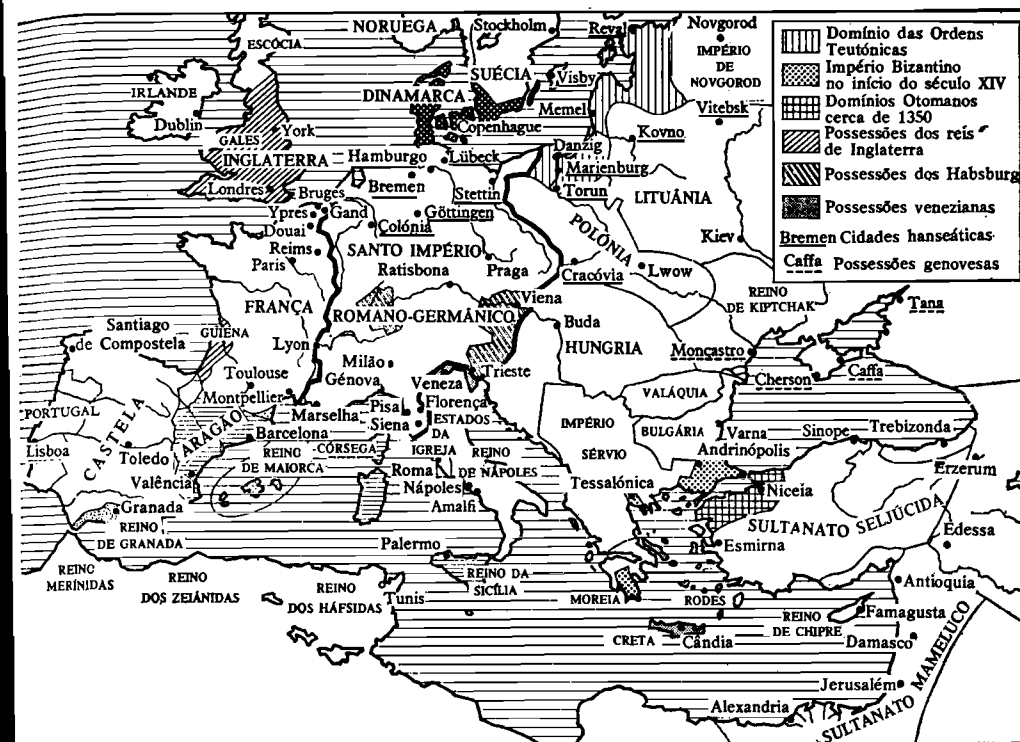 NORUEGA
Stockholm
Reval
Novgorod
IMPÉRIO
DE
NOVGOROD
ESCÓCIA
SUÉCIA
Visby
IRLANDE
DINAMARCA
Memel
Vitebsk
Dublin
York
Copenhague
Kovno
GALES
INGLATERRA
Hamburgo
Lübeck
Danzig
Marienburg
Londres
Bremen
Stettin
Torun
LITUÂNIA
Bruges
Ypres
Gand
Göttingen
Douai
Colónia
POLÓNIA
Kiev
Reims
SANTO IMPÉRIO
Paris
Ratisbona
Praga
Cracóvia
Lwow
REINO
DE KIPTCHAK
Tana
FRANÇA
ROMANO-GERMÂNICO
Viena
Santiago
de Compostela
GUIENA
Buda
Lyon
HUNGRIA
Moncastro
Milão
Trieste
Cherson
Caffa
Toulouse
Génova
Montpellier
Veneza
VALÁQUIA
PORTUGAL
Marselha
Pisa
Florença
IMPÉRIO
SÉRVIO
CASTELA
ARAGÃO
Siena
ESTADOS
DA
IGREJA
BULGÁRIA
Varna
Sinope
Trebizonda
Barcelona
CÓRSEGA
Andrinópolis
Lisboa
Toledo
REINO
DE MAIORCA
REINO
DE NÁPOLES
Erzerum
Roma
Valência
Nápoles
Tessalónica
Niceia
Amalfi
Granada
SULTANATO SELJÚCIDA
REINO
DE GRANADA
Edessa
Palermo
Esmirna
REINO DA
SICÍLIA
REINC
MERÍNIDAS
REINO
DOS ZEIÂNIDAS
REINO
DOS HÁFSIDAS
Tunis
MOREIA
RODES
Antioquia
REINO
DE CHIPRE
Famagusta
CRETA
Cândia
Damasco
Jerusalém
Alexandria
SULTANATO MAMELUCO
Domínio das Ordens
Teutónicas
Império Bizantino
no início do século XIV
Domínios Otomanos
cerca de 1350
Possessões dos reís
de Inglaterra
Possessões dos Habsburg
Possessões venezianas
Bremen Cidades hanseáticas
Caffa Possessões genovesas